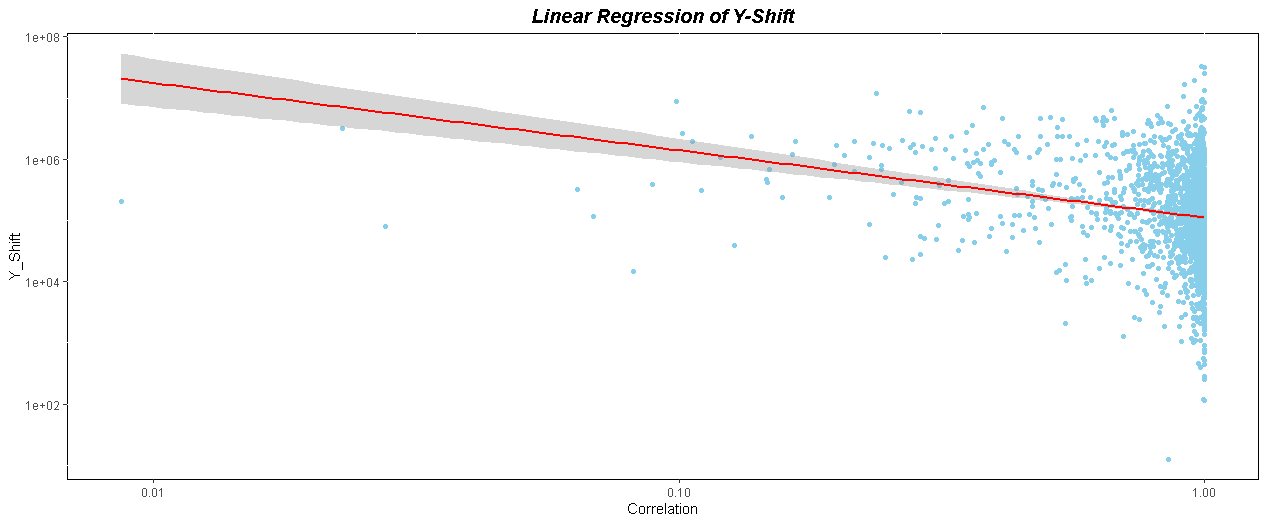 Linear Regression of Y-Shift
Y_Shift
1e+08
1e+06
1e+04
1e+02
0.01
0.10
1.00
Correlation